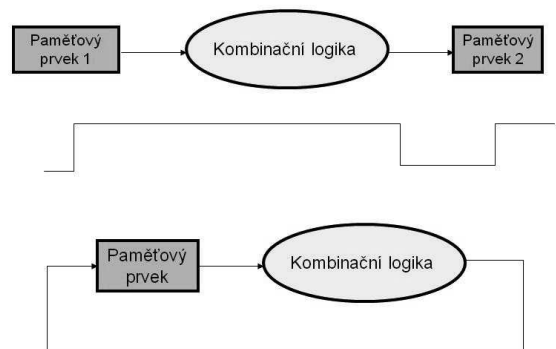 Paměťový
prvek 1
Kombinační logika
Paměťový
prvek 2
Paměťový
prvek
Kombinační logika